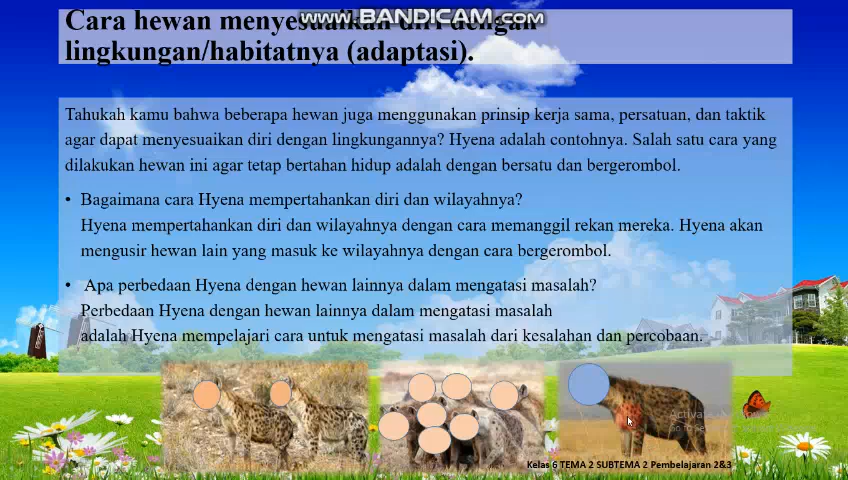 www.BANDICAM.com
Cara hewan menyesuaikan diri dengan
lingkungan/habitatnya (adaptasi).
Tahukah kamu bahwa beberapa hewan juga menggunakan prinsip kerja sama, persatuan, dan taktik
agar dapat menyesuaikan diri dengan lingkungannya? Hyena adalah contohnya. Salah satu cara yang
dilakukan hewan ini agar tetap bertahan hidup adalah dengan bersatu dan bergerombol.
• Bagaimana cara Hyena mempertahankan diri dan wilayahnya?
Hyena mempertahankan diri dan wilayahnya dengan cara memanggil rekan mereka. Hyena akan
mengusir hewan lain yang masuk ke wilayahnya dengan cara bergerombol.
• Apa perbedaan Hyena dengan hewan lainnya dalam mengatasi masalah?
Perbedaan Hyena dengan hewan lainnya dalam mengatasi masalah
adalah Hyena mempelajari cara untuk mengatasi masalah dari kesalahan dan percobaan.
Kelas 6 TEMA 2 SUBTEMA 2 Pembelajaran 2&3